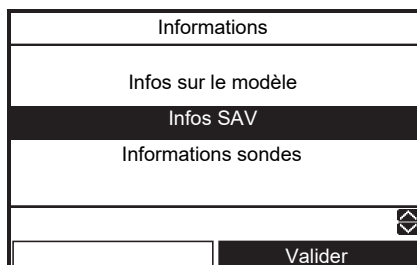 Informations
Infos sur le modèle
Infos SAV
Informations sondes
Valider